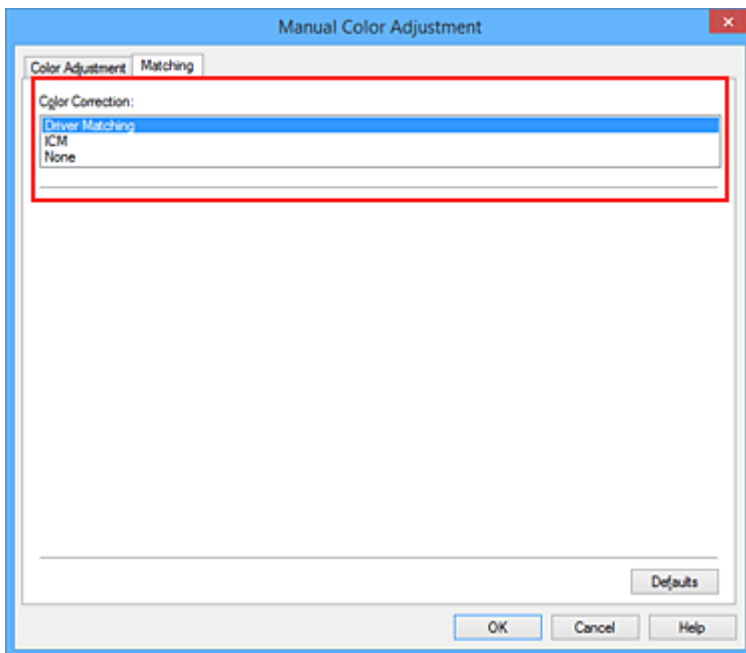 Manual Color Adjustment
Color Adjustment Matching
Color Correction:
Driver Matching
ICM
None
Defaults
OK Cancel Help